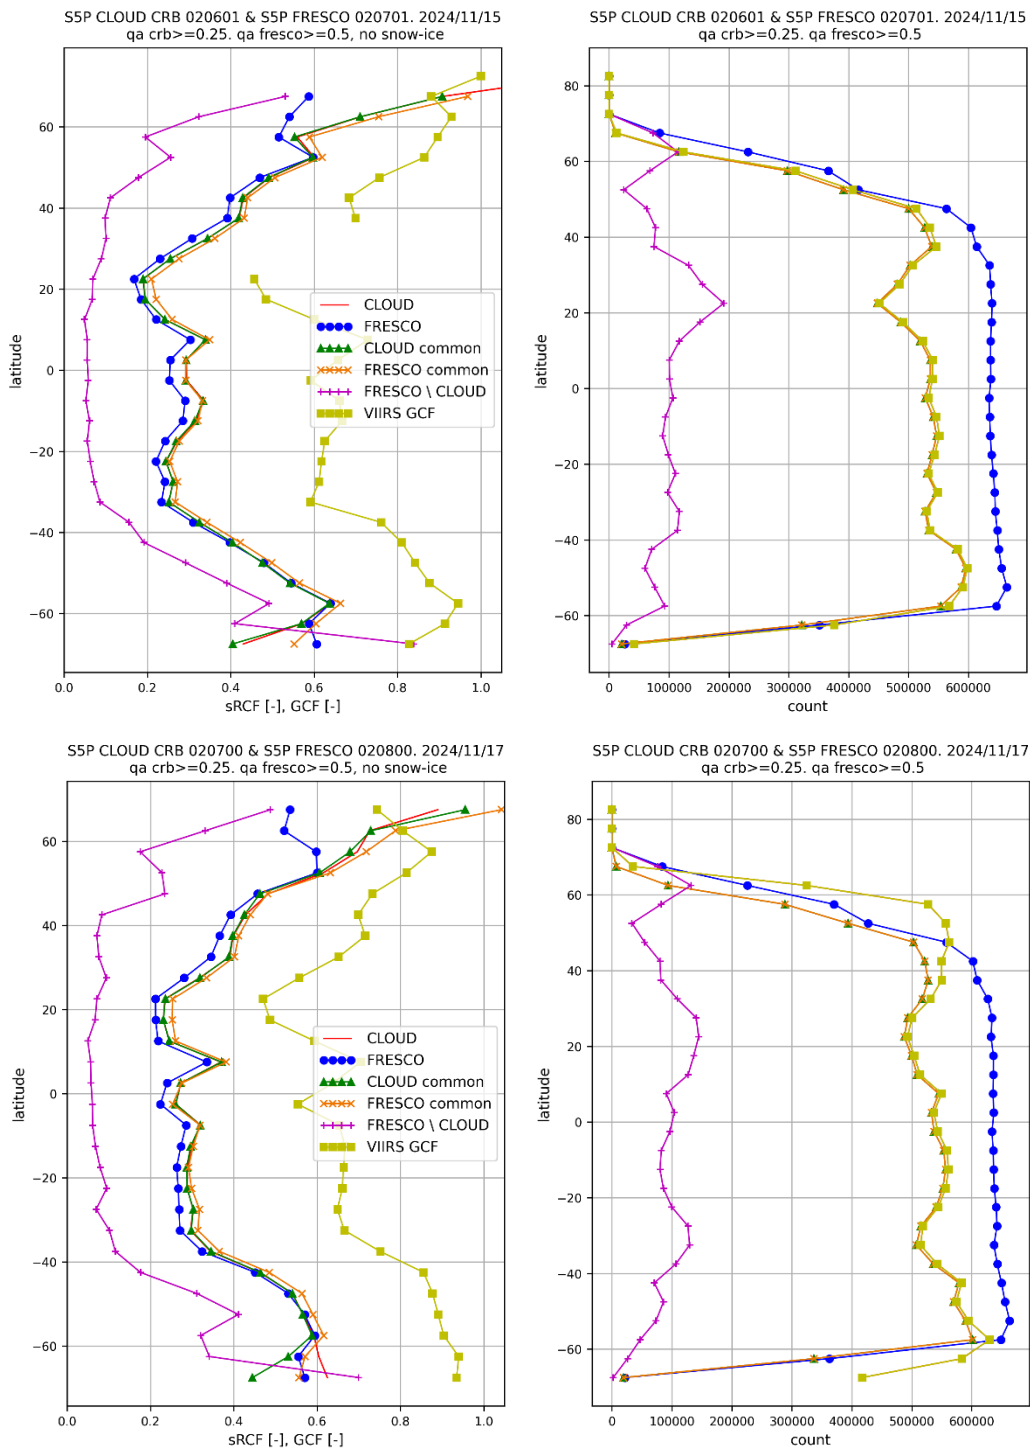 S5P CLOUD CRB 020601 & S5P FRESCO 020701. 2024/11/15
qa crb>=0.25. qa fresco>=0.5, no snow-ice
latitude
60
40
20
0
−20
−40
−60
0.0
0.2
0.4
0.6
0.8
1.0
sRCF [-], GCF [-]
CLOUD
FRESCO
CLOUD common
FRESCO common
FRESCO \ CLOUD
VIIRS GCF
S5P CLOUD CRB 020601 & S5P FRESCO 020701. 2024/11/15
qa crb>=0.25. qa fresco>=0.5
latitude
80
60
40
20
0
−20
−40
−60
0
100000
200000
300000
400000
500000
600000
count
S5P CLOUD CRB 020700 & S5P FRESCO 020800. 2024/11/17
qa crb>=0.25. qa fresco>=0.5, no snow-ice
latitude
60
40
20
0
−20
−40
−60
0.0
0.2
0.4
0.6
0.8
1.0
sRCF [-], GCF [-]
CLOUD
FRESCO
CLOUD common
FRESCO common
FRESCO \ CLOUD
VIIRS GCF
S5P CLOUD CRB 020700 & S5P FRESCO 020800. 2024/11/17
qa crb>=0.25. qa fresco>=0.5
latitude
80
60
40
20
0
−20
−40
−60
0
100000
200000
300000
400000
500000
600000
count